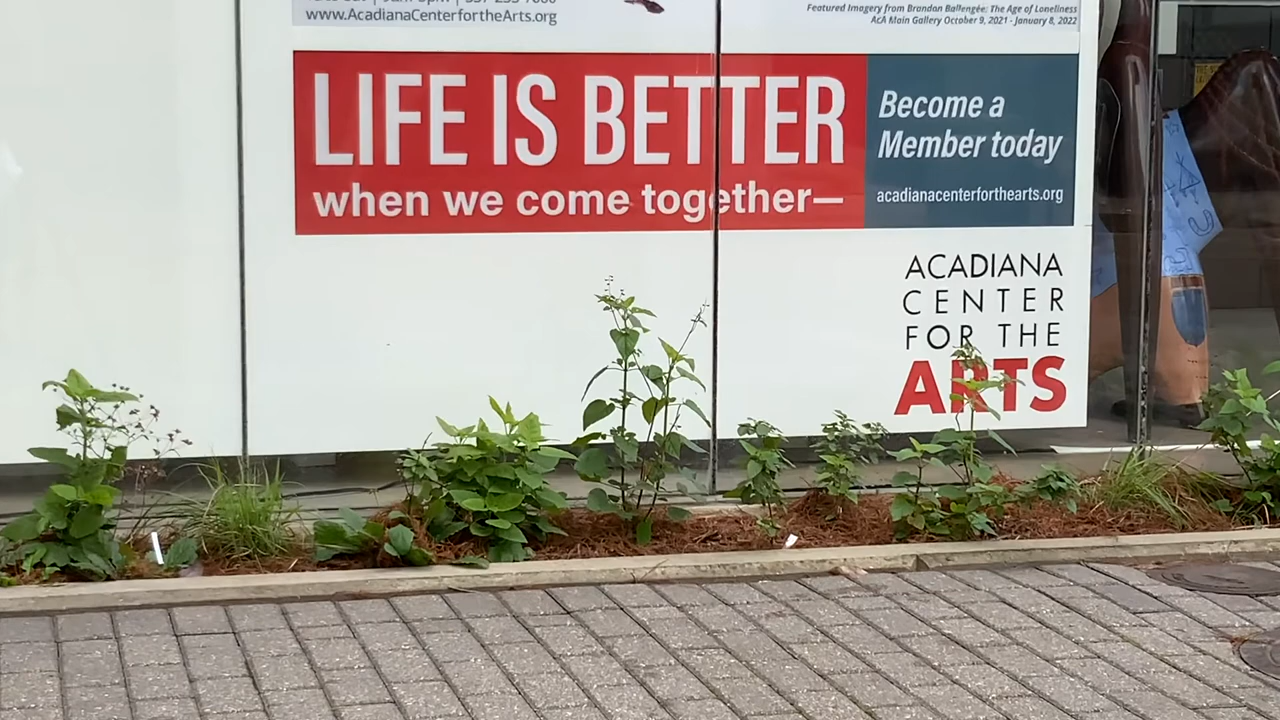 www.AcadianaCenterfortheArts.org
Featured Imagery from Brandon Ballengée: The Age of Loneliness
AcA Main Gallery October 9, 2021 - January 8, 2022
LIFE IS BETTER
when we come together—
Become a
Member today
acadianacenterforthearts.org
ACADIANA
CENTER
FOR THE
ARTS